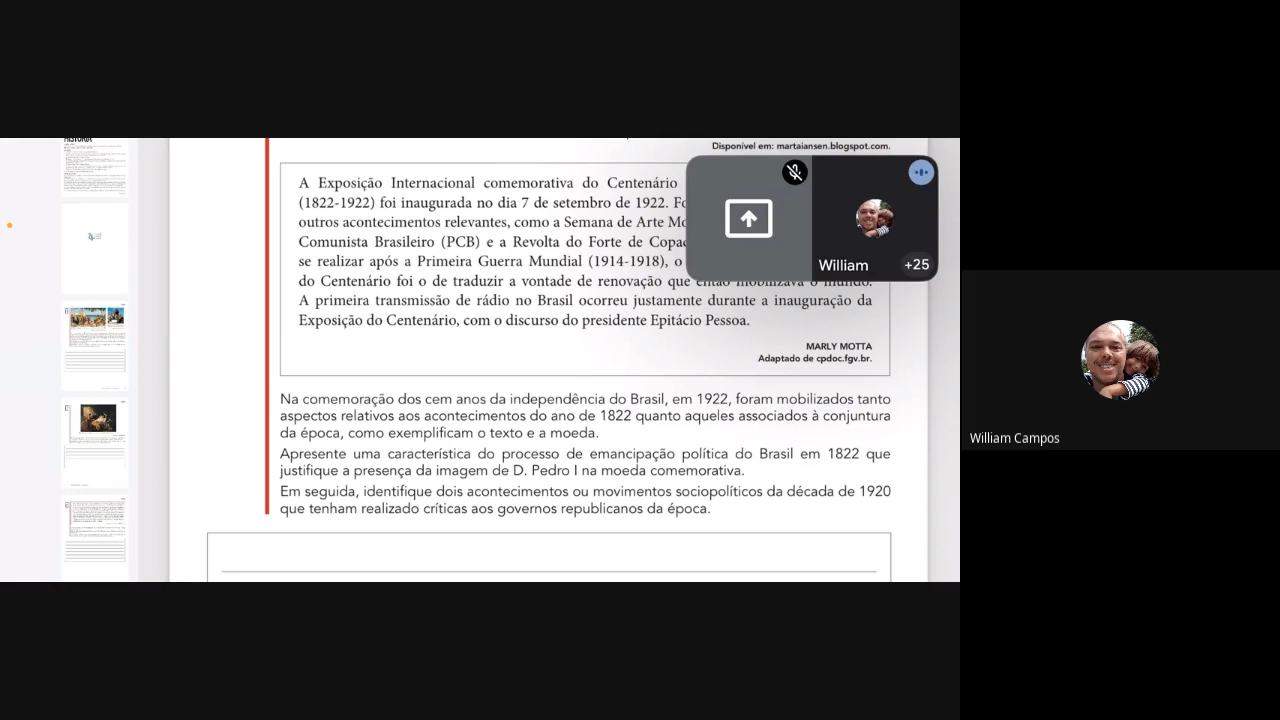 HISTÓRIA
Disponível em: martaiansen.blogspot.com.
A Exposição Internacional comemorativa do Centenário
(1822-1922) foi inaugurada no dia 7 de setembro de 1922. Fo
outros acontecimentos relevantes, como a Semana de Arte Mo
Comunista Brasileiro (PCB) e a Revolta do Forte de Copac
se realizar após a Primeira Guerra Mundial (1914-1918), o
do Centenário foi o de traduzir a vontade de renovação que então mobilizava o mundo.
A primeira transmissão de rádio no Brasil ocorreu justamente durante a inauguração da
Exposição do Centenário, com o discurso do presidente Epitácio Pessoa.
MARLY MOTTA
Adaptado de cpdoc.fgv.br.
Na comemoração dos cem anos da independência do Brasil, em 1922, foram mobilizados tanto
aspectos relativos aos acontecimentos do ano de 1822 quanto aqueles associados à conjuntura
da época, como exemplificam o texto e a moeda.
Apresente uma característica do processo de emancipação política do Brasil em 1822 que
justifique a presença da imagem de D. Pedro I na moeda comemorativa.
Em seguida, identifique dois acontecimentos ou movimentos sociopolíticos da década de 1920
que tenham realizado críticas aos governos republicanos da época.
William
+25
William Campos